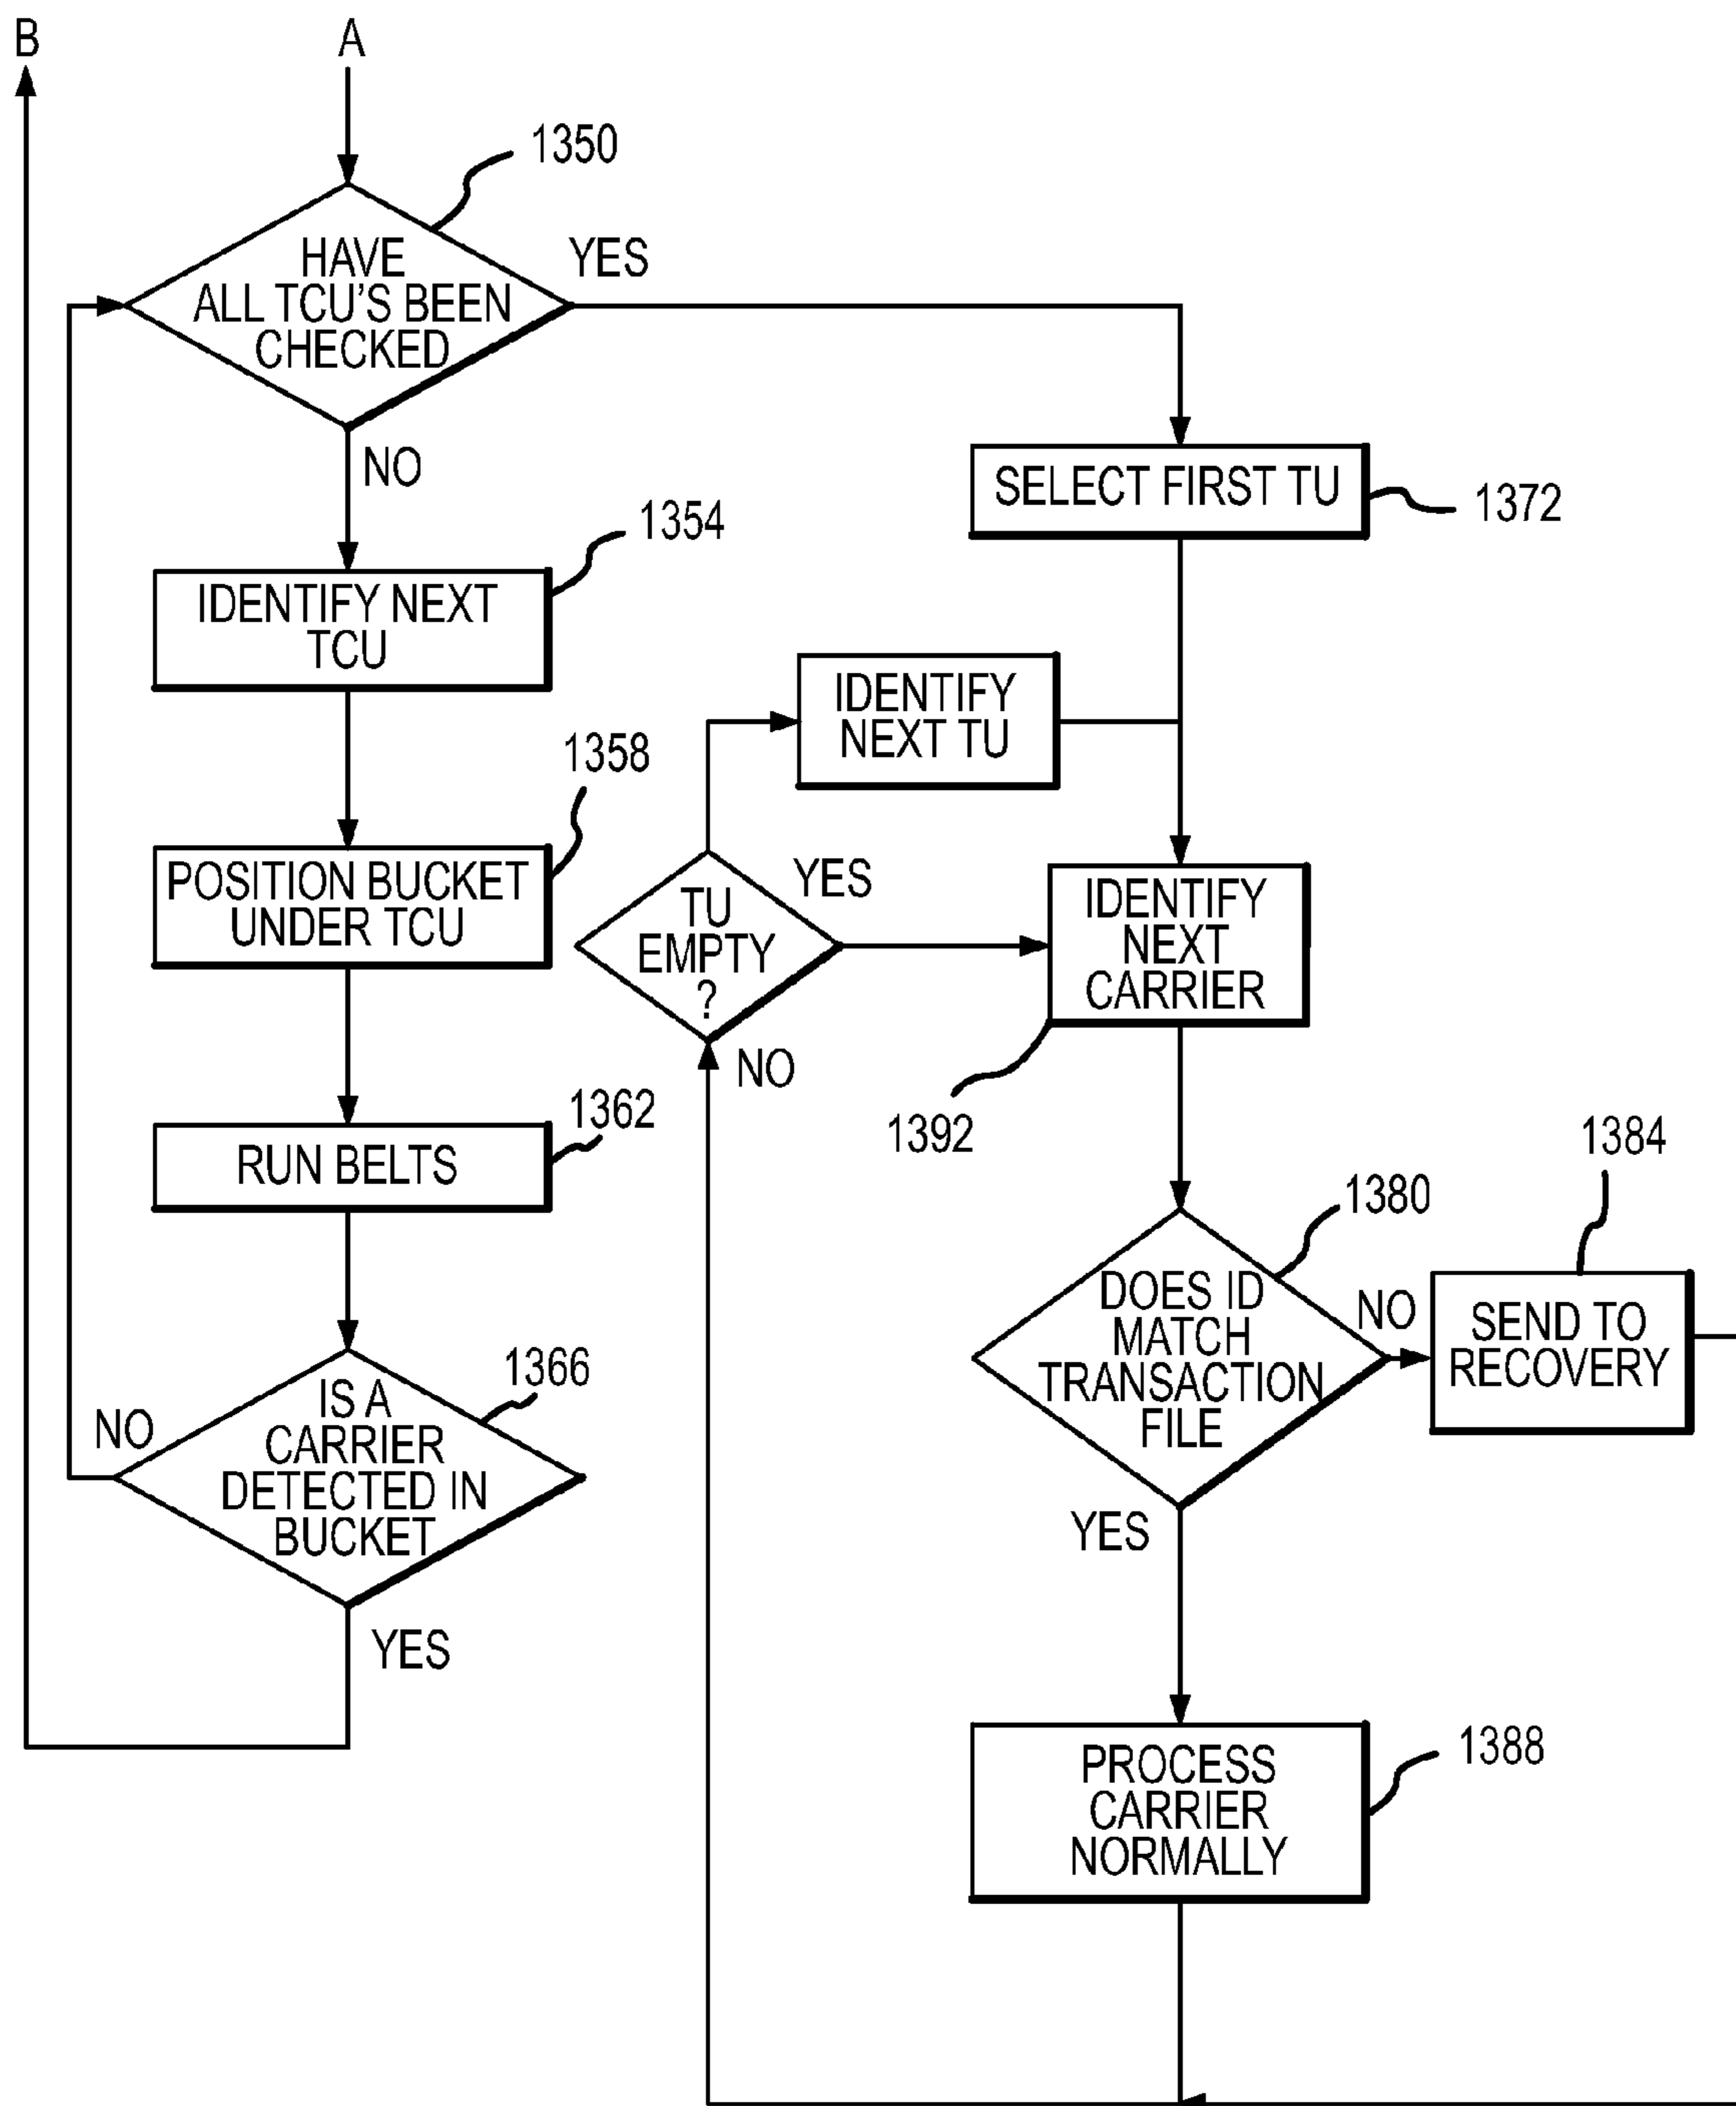 B
A
1350
HAVE
ALL TCU'S BEEN
CHECKED
YES
NO
SELECT FIRST TU
1372
1354
IDENTIFY NEXT
TCU
IDENTIFY
NEXT TU
1358
POSITION BUCKET
UNDER TCU
TU
EMPTY
?
YES
NO
IDENTIFY
NEXT
CARRIER
1392
1362
RUN BELTS
1380
DOES ID
MATCH
TRANSACTION
FILE
NO
YES
1384
SEND TO
RECOVERY
1366
IS A
CARRIER
DETECTED IN
BUCKET
NO
YES
PROCESS
CARRIER
NORMALLY
1388